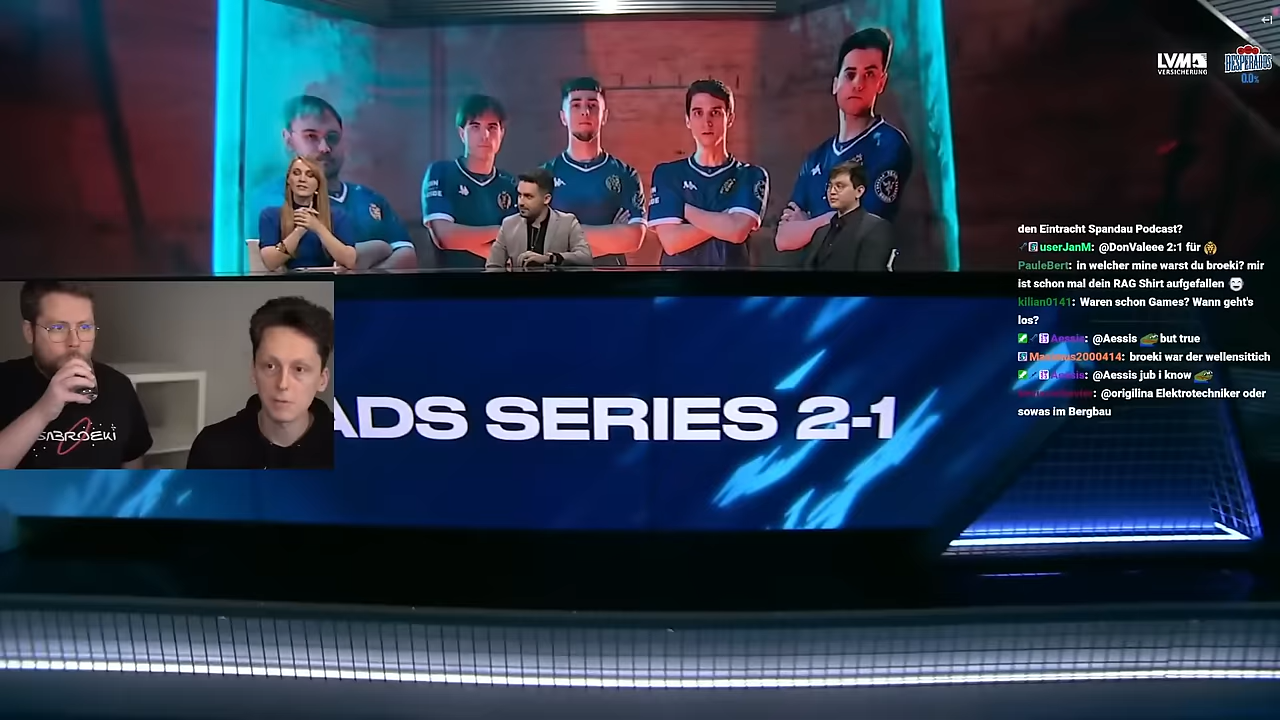 LVM
VERSICHERUNG
DESPERADOS
0.0%
den Eintracht Spandau Podcast?
userJanM: @DonValeee 2:1 für
PauleBert: in welcher mine warst du broeki? mir
ist schon mal dein RAG Shirt aufgefallen
kilian0141: Waren schon Games? Wann geht's
los?
Aessis: @Aessis but true
2000414: broeki war der wellensittich
Aessis: @Aessis jub i know
@origilina Elektrotechniker oder
sowas im Bergbau
SABROEKI
ADS SERIES 2-1